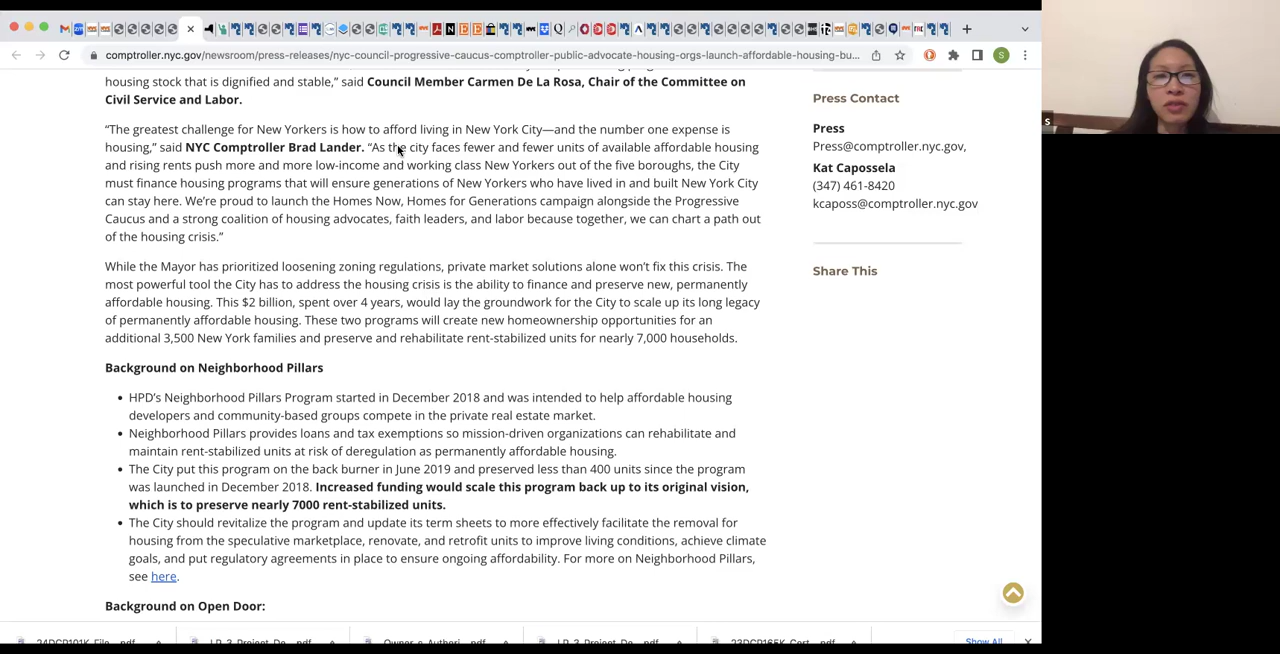 comptroller.nyc.gov/newsroom/press-releases/nyc-council-progressive-caucus-comptroller-public-advocate-housing-orgs-launch-affordable-housing-bu...
housing stock that is dignified and stable,” said Council Member Carmen De La Rosa, Chair of the Committee on
Civil Service and Labor.
“The greatest challenge for New Yorkers is how to afford living in New York City—and the number one expense is
housing,” said NYC Comptroller Brad Lander. “As the city faces fewer and fewer units of available affordable housing
and rising rents push more and more low-income and working class New Yorkers out of the five boroughs, the City
must finance housing programs that will ensure generations of New Yorkers who have lived in and built New York City
can stay here. We’re proud to launch the Homes Now, Homes for Generations campaign alongside the Progressive
Caucus and a strong coalition of housing advocates, faith leaders, and labor because together, we can chart a path out
of the housing crisis.”
While the Mayor has prioritized loosening zoning regulations, private market solutions alone won’t fix this crisis. The
most powerful tool the City has to address the housing crisis is the ability to finance and preserve new, permanently
affordable housing. This $2 billion, spent over 4 years, would lay the groundwork for the City to scale up its long legacy
of permanently affordable housing. These two programs will create new homeownership opportunities for an
additional 3,500 New York families and preserve and rehabilitate rent-stabilized units for nearly 7,000 households.
Background on Neighborhood Pillars
HPD’s Neighborhood Pillars Program started in December 2018 and was intended to help affordable housing
developers and community-based groups compete in the private real estate market.
Neighborhood Pillars provides loans and tax exemptions so mission-driven organizations can rehabilitate and
maintain rent-stabilized units at risk of deregulation as permanently affordable housing.
The City put this program on the back burner in June 2019 and preserved less than 400 units since the program
was launched in December 2018. Increased funding would scale this program back up to its original vision,
which is to preserve nearly 7000 rent-stabilized units.
The City should revitalize the program and update its term sheets to more effectively facilitate the removal for
housing from the speculative marketplace, renovate, and retrofit units to improve living conditions, achieve climate
goals, and put regulatory agreements in place to ensure ongoing affordability. For more on Neighborhood Pillars,
see here.
Background on Open Door:
Press Contact
Press
Press@comptroller.nyc.gov,
Kat Capossela
(347) 461-8420
kcaposs@comptroller.nyc.gov
Share This
S
s
Show All